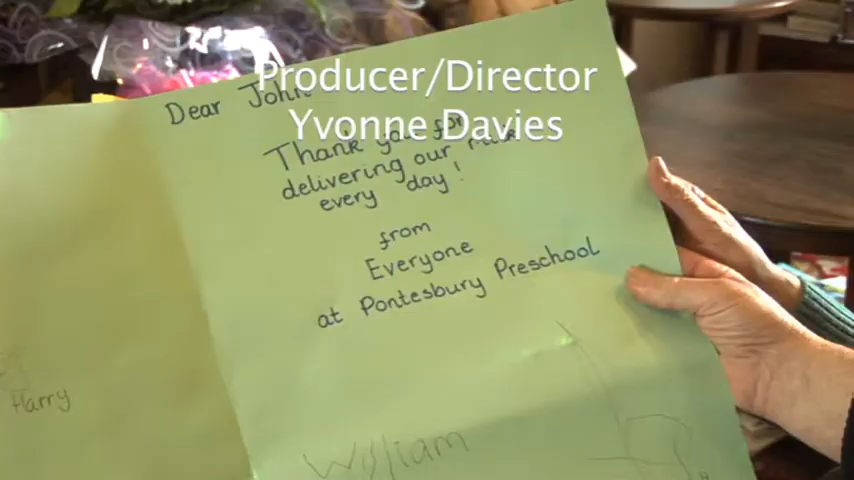 Producer/Director
Yvonne Davies
Dear John
Thank you for
delivering our
every day!
from
Everyone
at Pontesbury Preschool
Harry
William